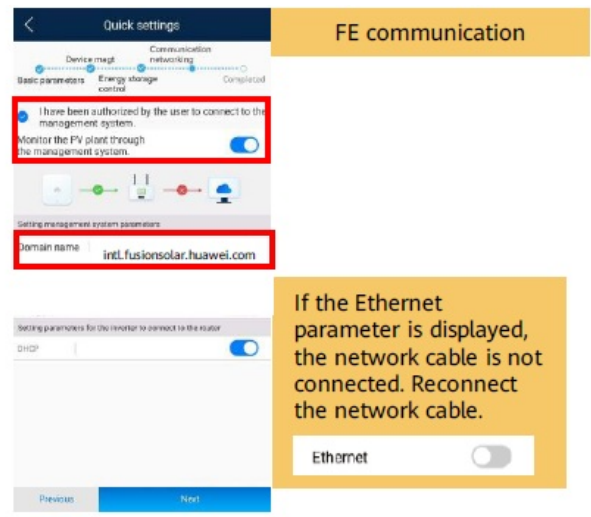 Quick settings
FE communication
Device magt
Communication
networking
Basic parameters
Energy storage
control
Completed
I have been authorized by the user to connect to the
management system.
Monitor the PV plant through
the management system.
Setting management system parameters
Domain name
intl.fusionsolar.huawei.com
If the Ethernet
parameter is displayed,
the network cable is not
connected. Reconnect
the network cable.
Setting parameters for the inverter to connect to the router
DHCP
Ethernet
Previous
Next